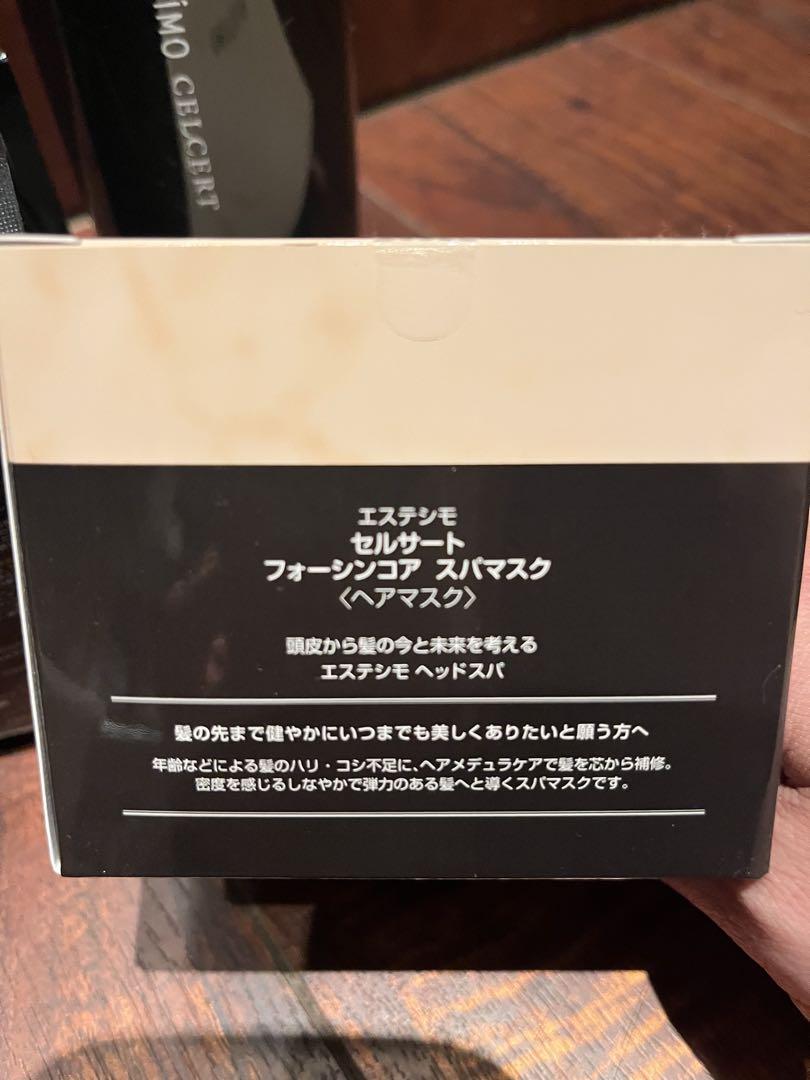 iMO CELCERT
エステシモ
セルサート
フォーシンコア スパマスク
〈ヘアマスク〉
頭皮から髪の今と未来を考える
エステシモ ヘッドスパ
髪の先まで健やかにいつまでも美しくありたいと願う方へ
年齢などによる髪のハリ・コシ不足に、ヘアメデュラケアで髪を芯から補修。
密度を感じるしなやかで弾力のある髪へと導くスパマスクです。